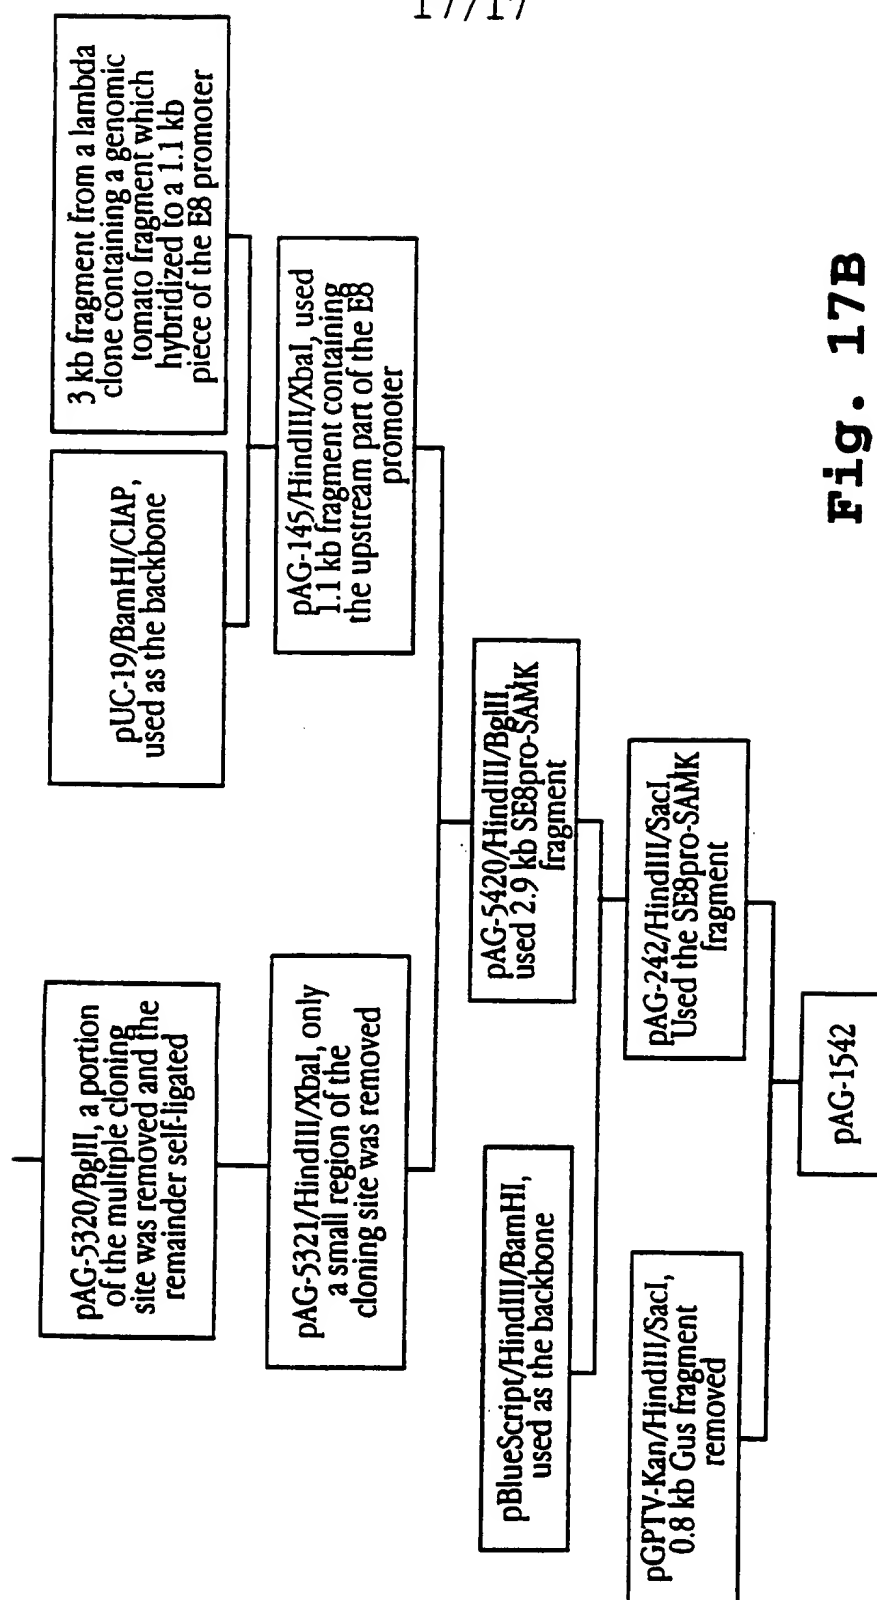 17/17
pAG-5320/BglII, a portion
of the multiple cloning
site was removed and the
remainder self-ligated
pUC-19/BamHI/CIAP,
used as the backbone
3 kb fragment from a lambda
clone containing a genomic
tomato fragment which
hybridized to a 1.1 kb
piece of the E8 promoter
pAG-5321/HindIII/XbaI, only
a small region of the
cloning site was removed
pAG-145/HindIII/XbaI, used
1.1 kb fragment containing
the upstream part of the E8
promoter
pBlueScript/HindIII/BamHI,
used as the backbone
pAG-5420/HindIII/BglII,
used 2.9 kb SE8pro-SAMK
fragment
pGPTV-Kan/HindIII/SacI,
0.8 kb Gus fragment
removed
pAG-242/HindIII/SacI,
Used the SE8pro-SAMK
fragment
pAG-1542
Fig. 17B